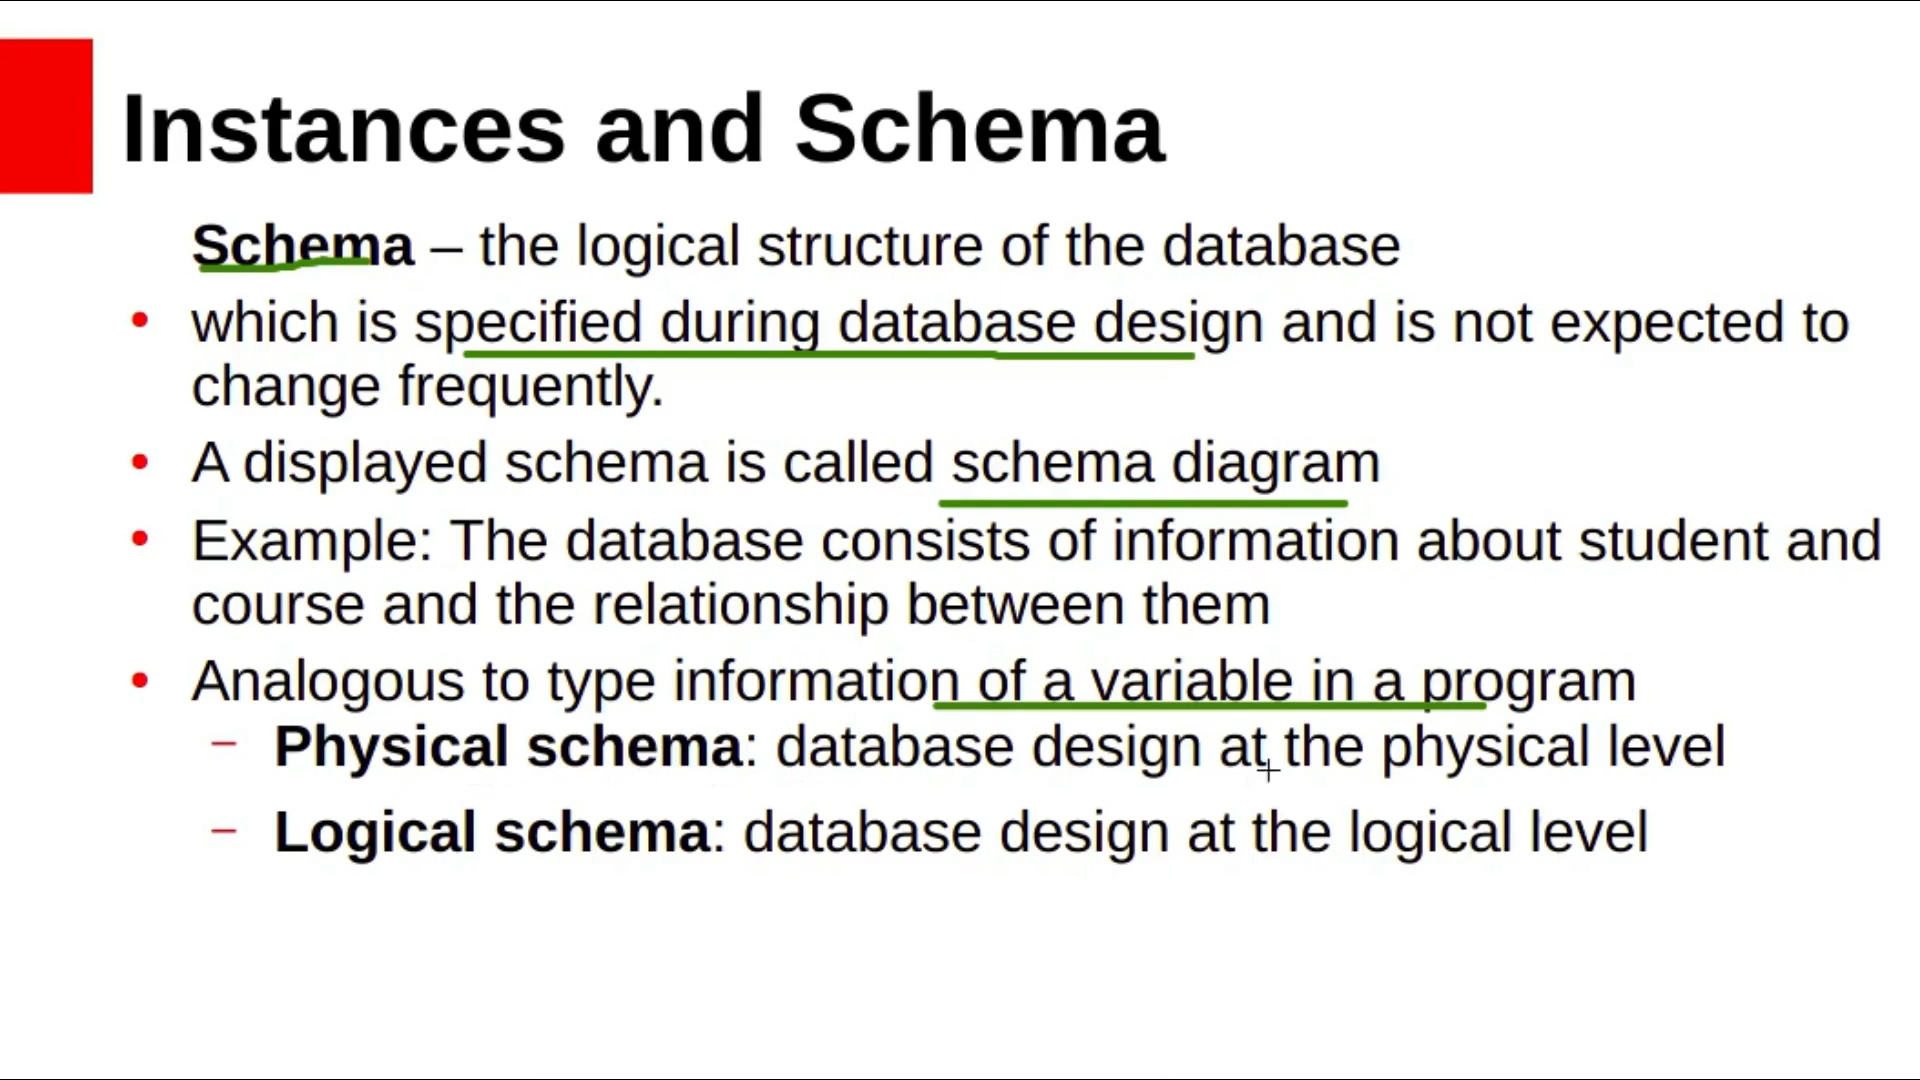 Instances and Schema
Schema – the logical structure of the database
• which is specified during database design and is not expected to
change frequently.
• A displayed schema is called schema diagram
• Example: The database consists of information about student and
course and the relationship between them
• Analogous to type information of a variable in a program
– Physical schema: database design at the physical level
– Logical schema: database design at the logical level